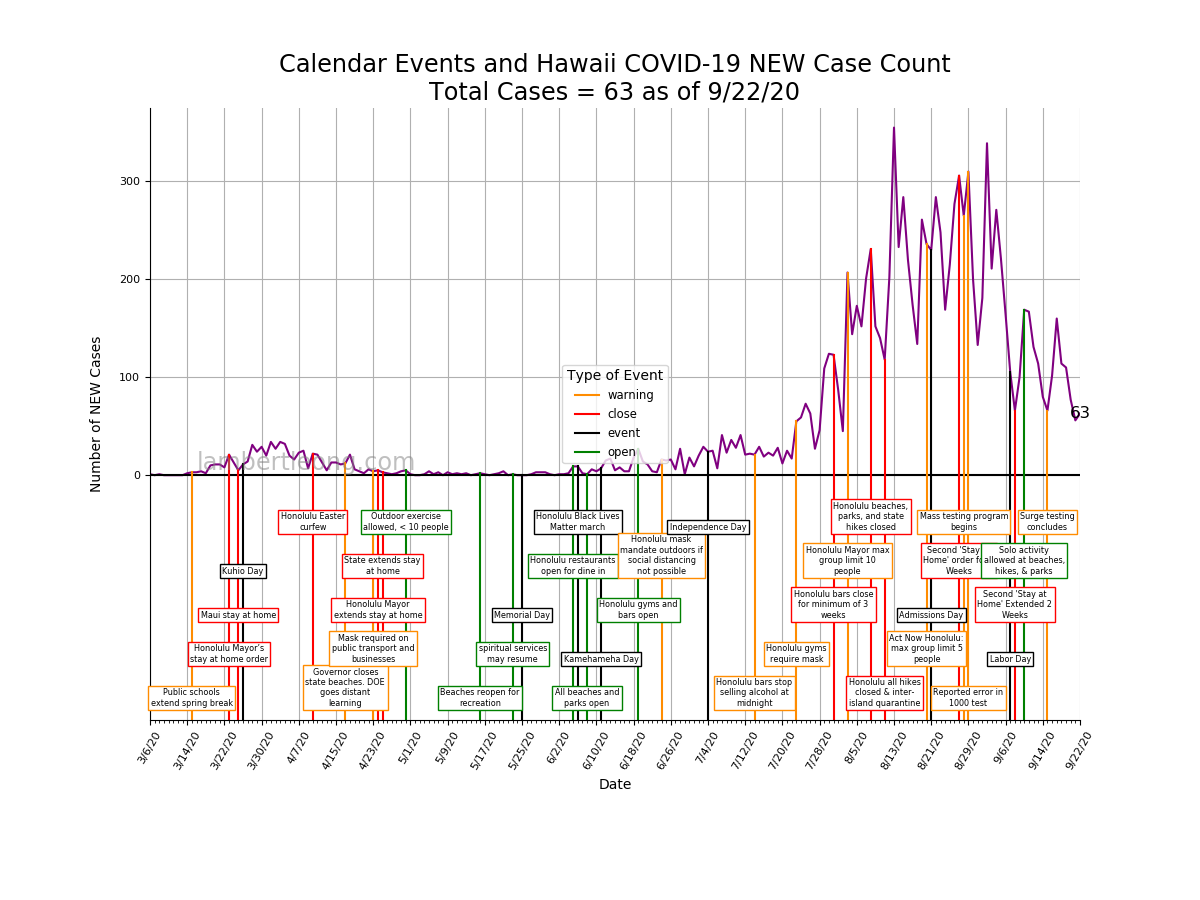 Calendar Events and Hawaii COVID-19 NEW Case Count
Total Cases = 63 as of 9/22/20
Number of NEW Cases
300
200
100
0
lambertleong.com
63
Type of Event
warning
close
event
open
Honolulu beaches,
parks, and state
hikes closed
Honolulu Easter
curfew
Outdoor exercise
allowed, < 10 people
Honolulu Black Lives
Matter march
Independence Day
Mass testing program
begins
Surge testing
concludes
Honolulu mask
mandate outdoors if
social distancing
not possible
Kuhio Day
State extends stay
at home
Honolulu restaurants
open for dine in
Honolulu Mayor max
group limit 10
people
Second 'Stay
Home' order fo
Weeks
Solo activity
allowed at beaches,
hikes, & parks
Maui stay at home
Honolulu Mayor
extends stay at home
Memorial Day
Honolulu gyms and
bars open
Honolulu bars close
for minimum of 3
weeks
Admissions Day
Second 'Stay at
Home' Extended 2
Weeks
Honolulu Mayor's
stay at home order
Mask required on
public transport and
businesses
spiritual services
may resume
Kamehameha Day
Honolulu gyms
require mask
Act Now Honolulu:
max group limit 5
people
Labor Day
Public schools
extend spring break
Governor closes
state beaches. DOE
goes distant
learning
Beaches reopen for
recreation
All beaches and
parks open
Honolulu bars stop
selling alcohol at
midnight
Honolulu all hikes
closed & inter-
island quarantine
Reported error in
1000 test
3/6/20
3/14/20
3/22/20
3/30/20
4/7/20
4/15/20
4/23/20
5/1/20
5/9/20
5/17/20
5/25/20
6/2/20
6/10/20
6/18/20
6/26/20
7/4/20
7/12/20
7/20/20
7/28/20
8/5/20
8/13/20
8/21/20
8/29/20
9/6/20
9/14/20
9/22/20
Date